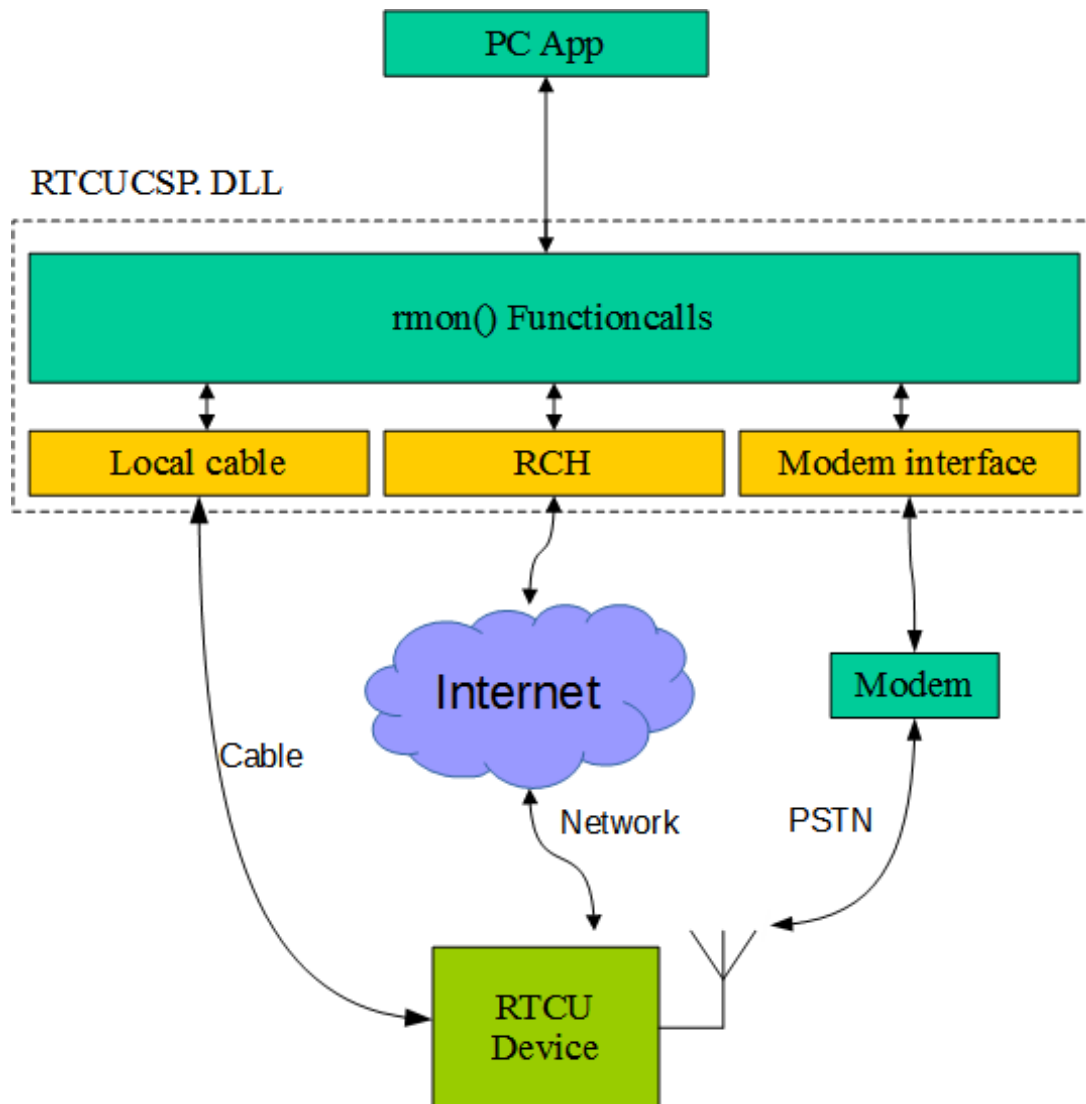 PC App
RTCUCSP. DLL
rmon() Functioncalls
Local cable
RCH
Modem interface
Internet
Modem
Cable
Network
PSTN
RTCU
Device